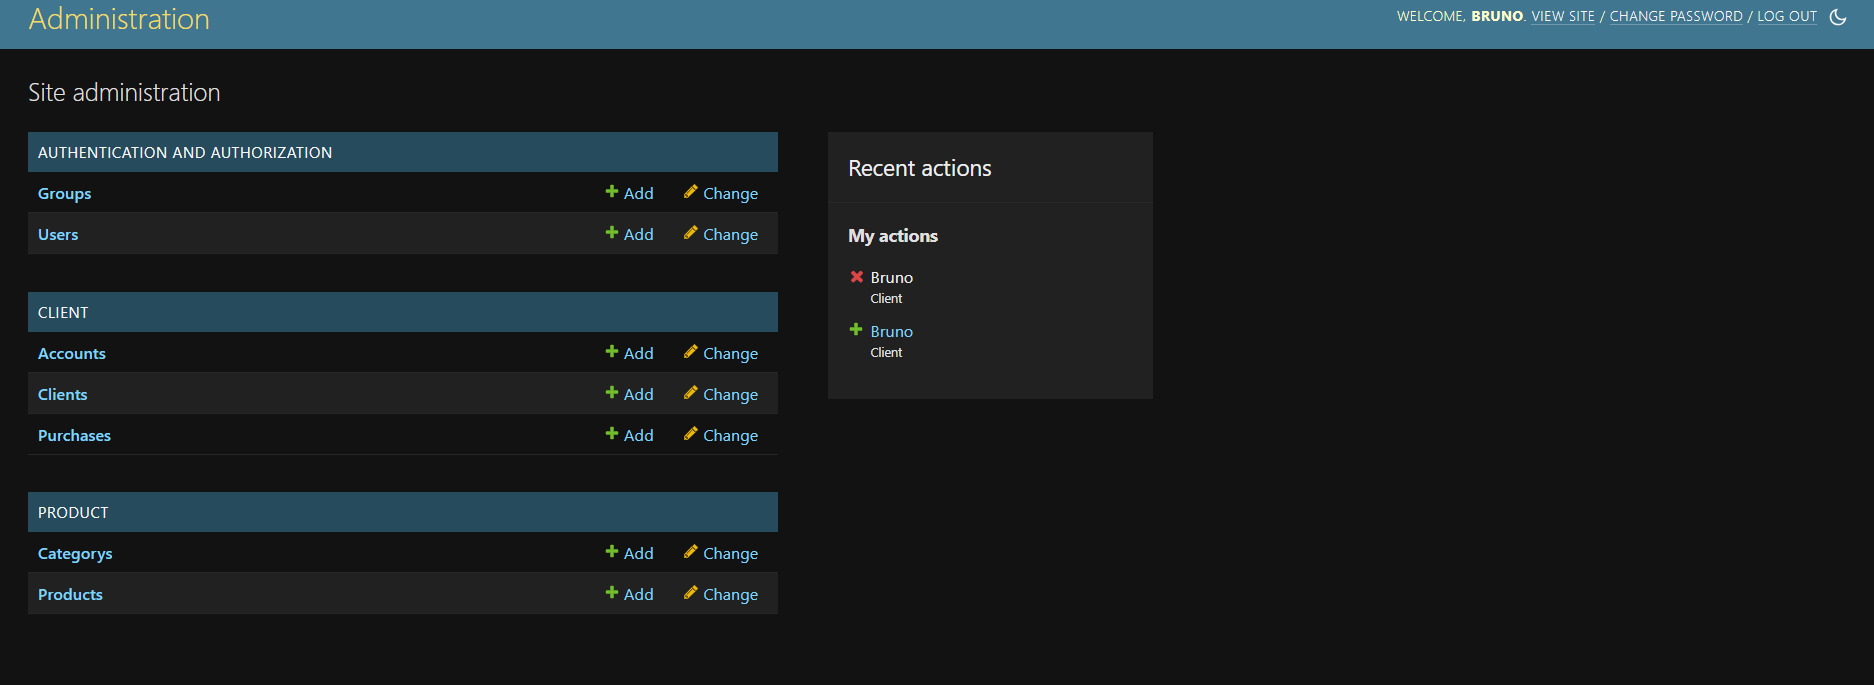 Administration
WELCOME, BRUNO. VIEW SITE / CHANGE PASSWORD / LOG OUT
Site administration
AUTHENTICATION AND AUTHORIZATION
Groups Add Change
Users Add Change
CLIENT
Accounts Add Change
Clients Add Change
Purchases Add Change
PRODUCT
Categorys Add Change
Products Add Change
Recent actions
My actions
Bruno
Client
Bruno
Client